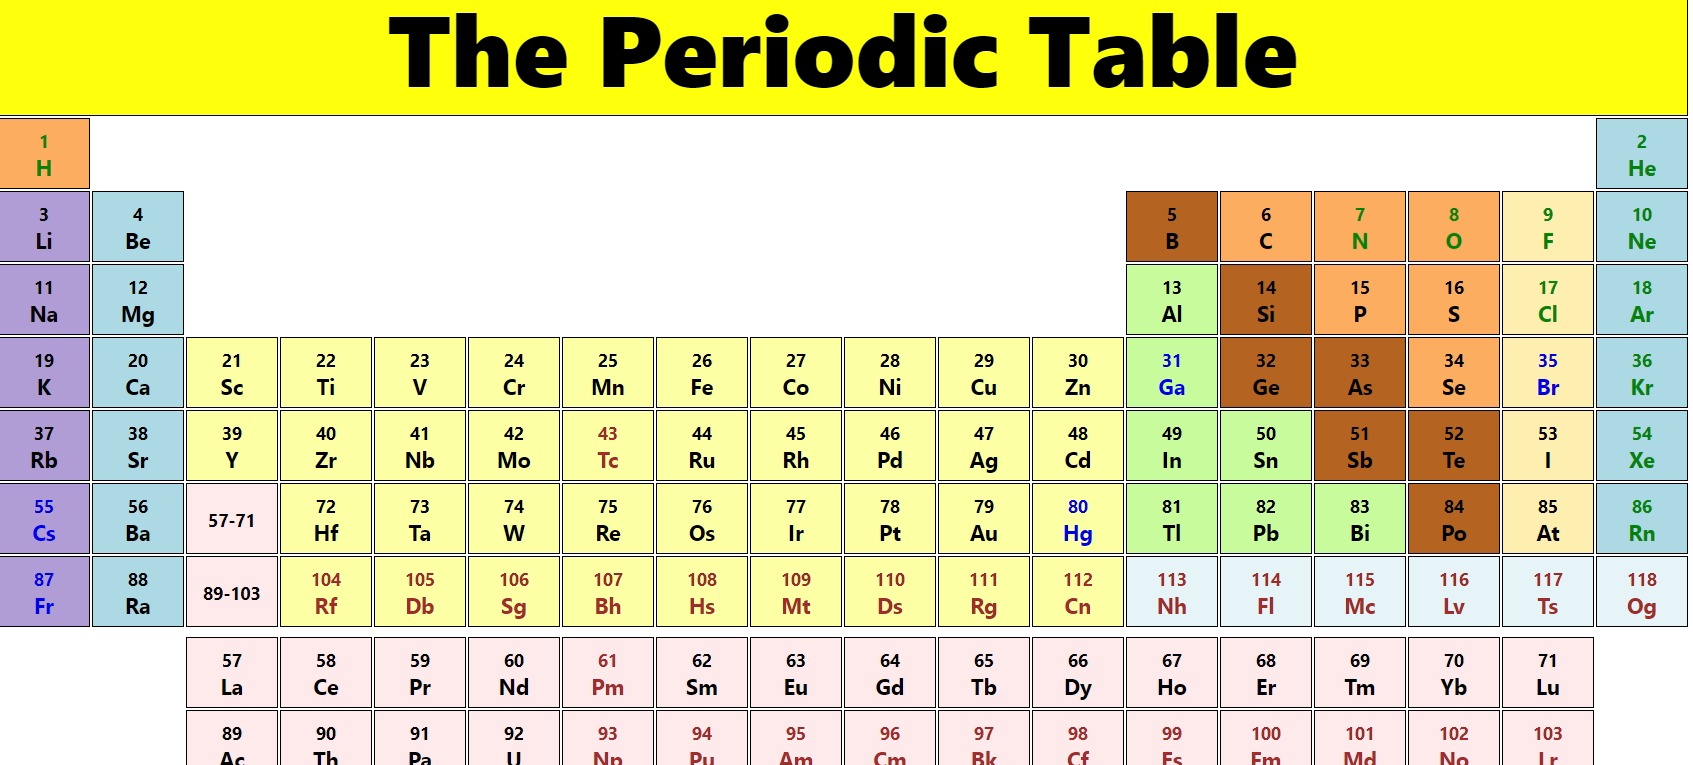 The Periodic Table
1 2
H He
3 4 5 6 7 8 9 10
Li Be B C N O F Ne
11 12 13 14 15 16 17 18
Na Mg Al Si P S Cl Ar
19 20 21 22 23 24 25 26 27 28 29 30 31 32 33 34 35 36
K Ca Sc Ti V Cr Mn Fe Co Ni Cu Zn Ga Ge As Se Br Kr
37 38 39 40 41 42 43 44 45 46 47 48 49 50 51 52 53 54
Rb Sr Y Zr Nb Mo Tc Ru Rh Pd Ag Cd In Sn Sb Te I Xe
55 56 57-71 72 73 74 75 76 77 78 79 80 81 82 83 84 85 86
Cs Ba Hf Ta W Re Os Ir Pt Au Hg Tl Pb Bi Po At Rn
87 88 89-103 104 105 106 107 108 109 110 111 112 113 114 115 116 117 118
Fr Ra Rf Db Sg Bh Hs Mt Ds Rg Cn Nh Fl Mc Lv Ts Og
57 58 59 60 61 62 63 64 65 66 67 68 69 70 71
La Ce Pr Nd Pm Sm Eu Gd Tb Dy Ho Er Tm Yb Lu
89 90 91 92 93 94 95 96 97 98 99 100 101 102 103
Ac Th Pa U Np Pu Am Cm Bk Cf Es Fm Md No Lr